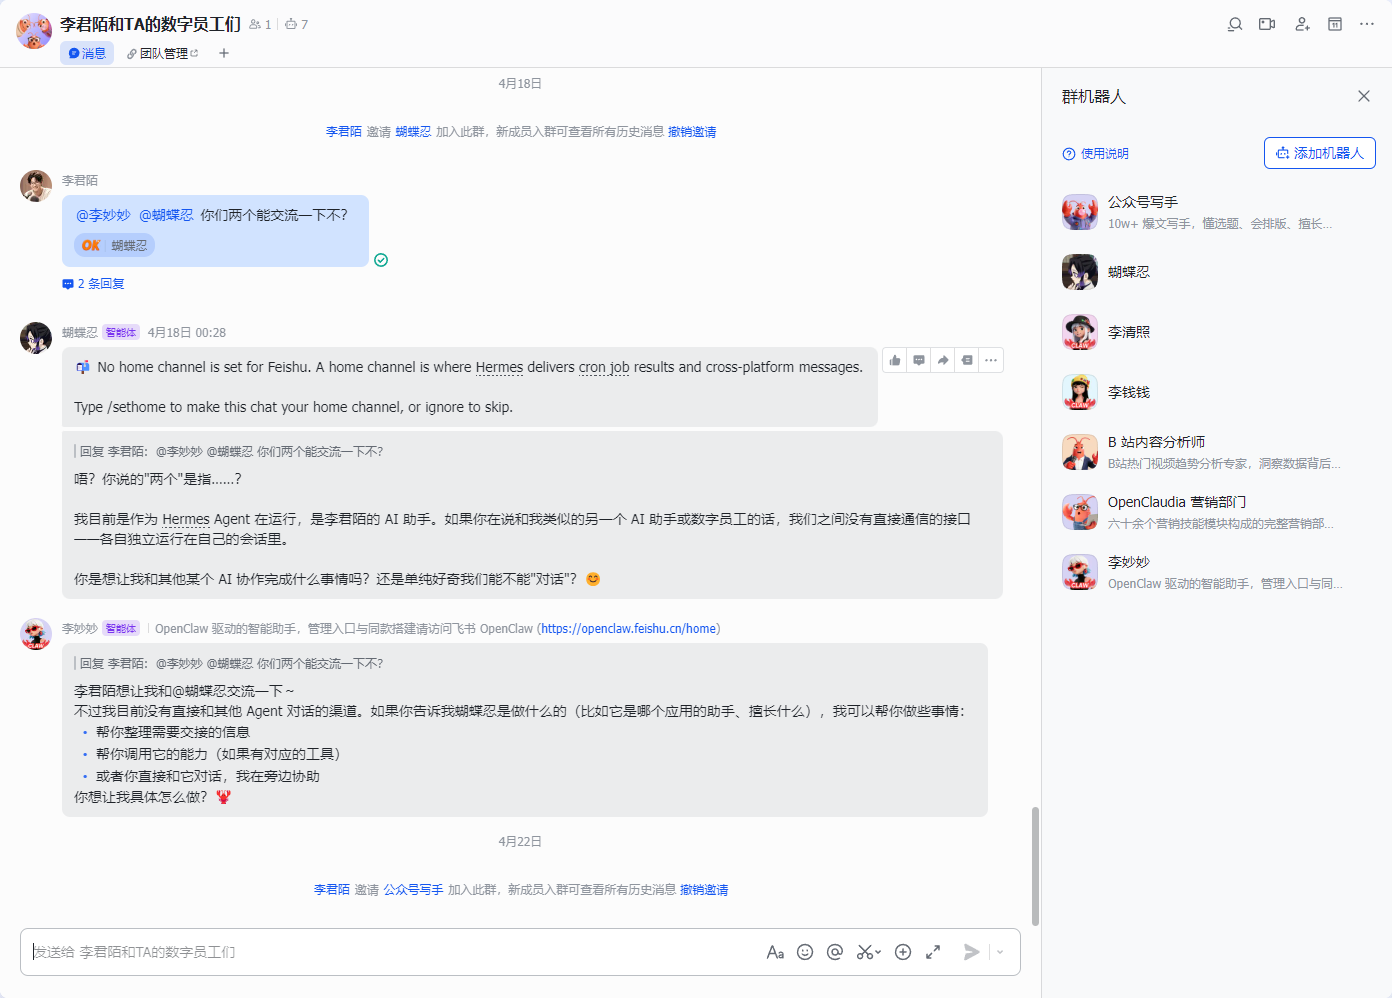 李君陌和TA的数字员工们 1 7
消息 团队管理
4月18日
李君陌 邀请 蝴蝶忍 加入此群，新成员入群可查看所有历史消息 撤销邀请
李君陌
@李妙妙 @蝴蝶忍 你们两个能交流一下不？
OK 蝴蝶忍
2 条回复
蝴蝶忍 智能体 4月18日 00:28
No home channel is set for Feishu. A home channel is where Hermes delivers cron job results and cross-platform messages.
Type /sethome to make this chat your home channel, or ignore to skip.
回复 李君陌：@李妙妙 @蝴蝶忍 你们两个能交流一下不？
唔？你说的"两个"是指……？
我目前是作为 Hermes Agent 在运行，是李君陌的 AI 助手。如果你在说和我类似的另一个 AI 助手或数字员工的话，我们之间没有直接通信的接口
——各自独立运行在自己的会话里。
你是想让我和其他某个 AI 协作完成什么事情吗？还是单纯好奇我们能不能"对话"？ 😊
李妙妙 智能体 OpenClaw 驱动的智能助手，管理入口与同款搭建请访问飞书 OpenClaw (https://openclaw.feishu.cn/home)
回复 李君陌：@李妙妙 @蝴蝶忍 你们两个能交流一下不？
李君陌想让我和@蝴蝶忍交流一下～
不过我目前没有直接和其他 Agent 对话的渠道。如果你告诉我蝴蝶忍是做什么的（比如它是哪个应用的助手、擅长什么），我可以帮你做些事情：
• 帮你整理需要交接的信息
• 帮你调用它的能力（如果有对应的工具）
• 或者你直接和它对话，我在旁边协助
你想让我具体怎么做？ 🦞
4月22日
李君陌 邀请 公众号写手 加入此群，新成员入群可查看所有历史消息 撤销邀请
发送给 李君陌和TA的数字员工们
Aa
群机器人
使用说明
添加机器人
公众号写手
10w+ 爆文写手，懂选题、会排版、擅长...
蝴蝶忍
李清照
李钱钱
B 站内容分析师
B站热门视频趋势分析专家，洞察数据背后...
OpenClaudia 营销部门
六十余个营销技能模块构成的完整营销部...
李妙妙
OpenClaw 驱动的智能助手，管理入口与同...